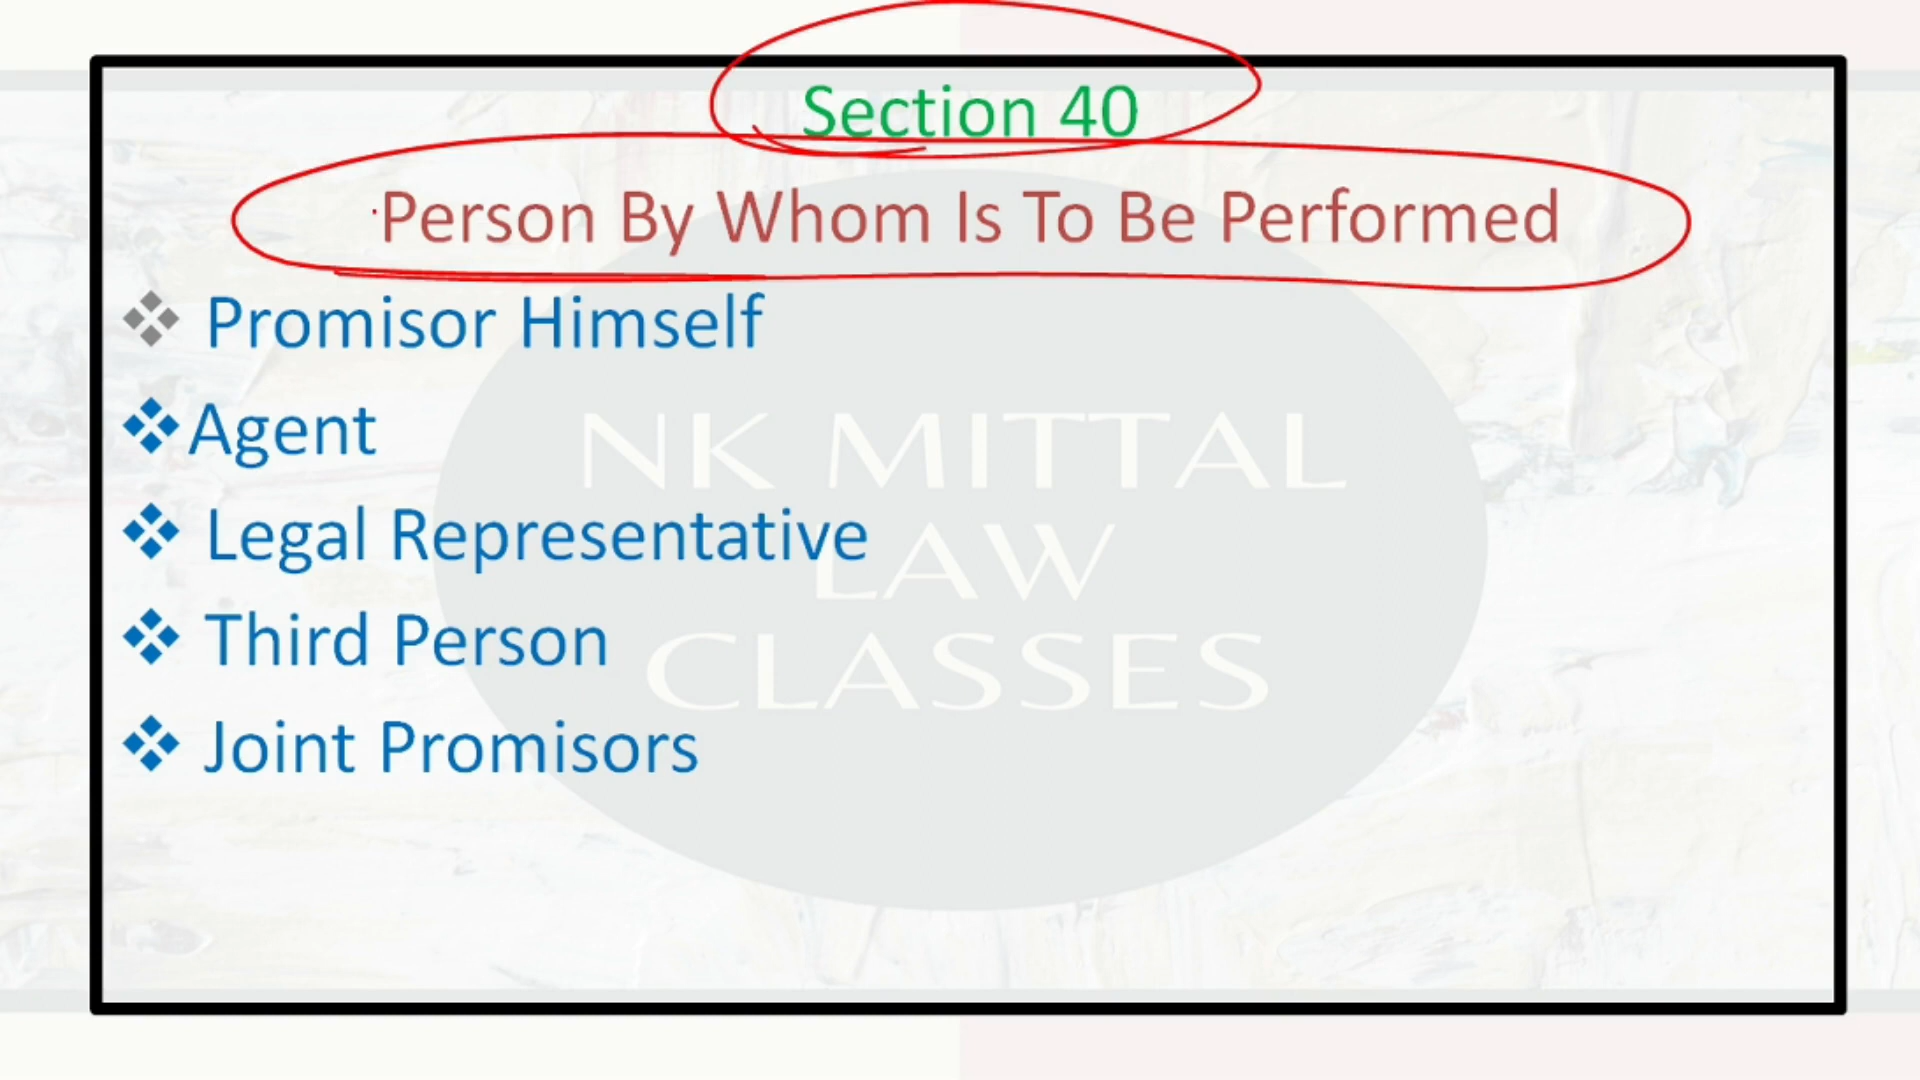 Section 40
Person By Whom Is To Be Performed
Promisor Himself
Agent
Legal Representative
Third Person
Joint Promisors
NK MITTAL
LAW
CLASSES